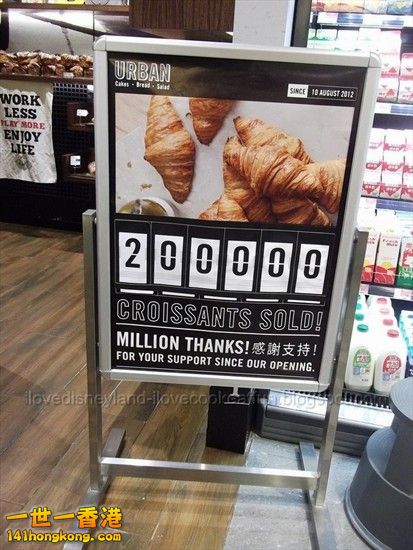 URBAN
Cakes • Bread • Salad
SINCE 10 AUGUST 2012
WORK
LESS
PLAY MORE
ENJOY
LIFE
200000
CROISSANTS SOLD!
MILLION THANKS! 感謝支持!
FOR YOUR SUPPORT SINCE OUR OPENING.
一世一香港
141hongkong.com